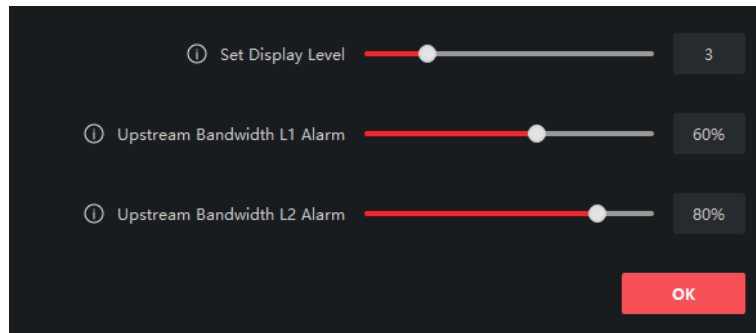 Set Display Level 3
Upstream Bandwidth L1 Alarm 60%
Upstream Bandwidth L2 Alarm 80%
OK